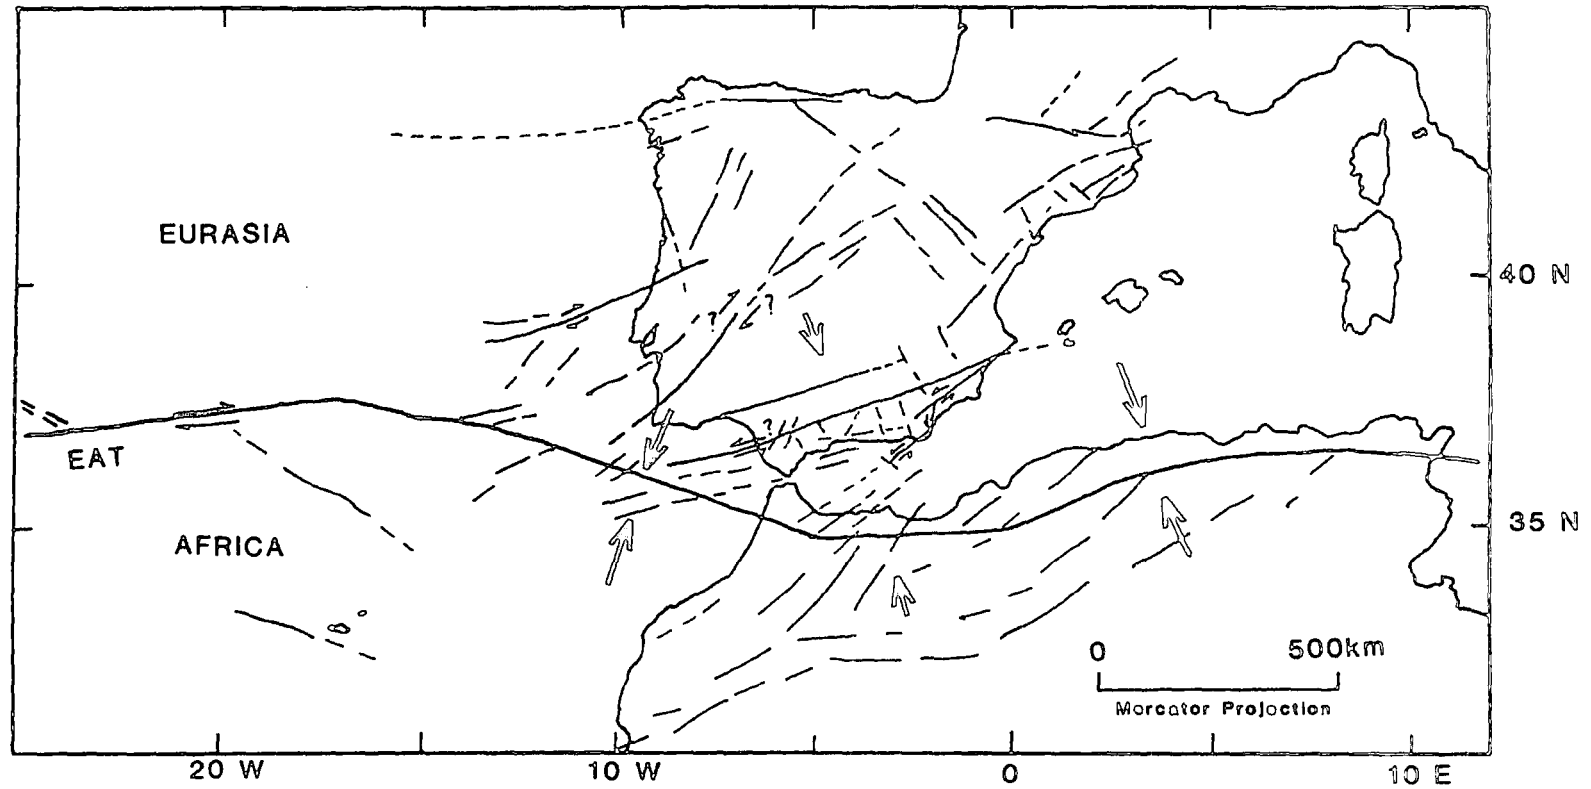 EURASIA
40 N
?
?
?
EAT
35 N
AFRICA
0 500km
Mercator Projection
20 W 10 W 0 10 E